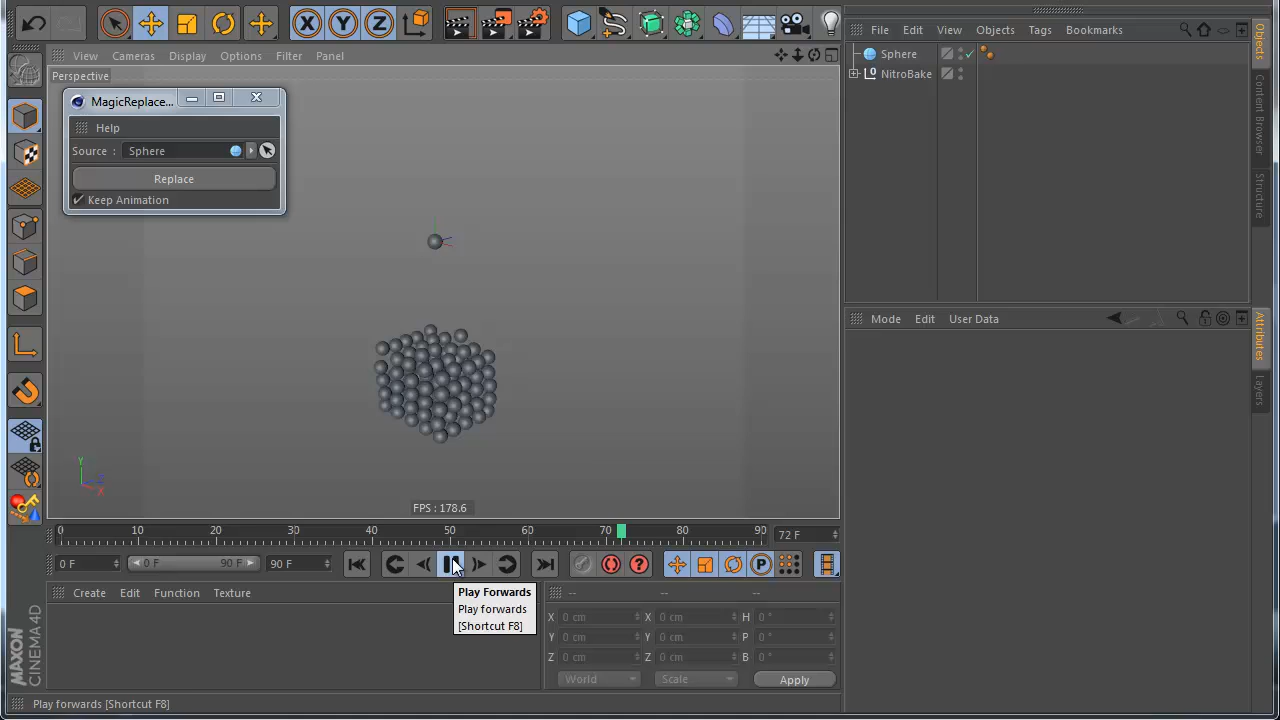 File Edit View Objects Tags Bookmarks
View Cameras Display Options Filter Panel
Sphere
NitroBake
Perspective
MagicReplace...
Help
Source : Sphere
Replace
Keep Animation
Objects
Content Browser
Structure
Mode Edit User Data
Attributes
Layers
FPS : 178.6
0 10 20 30 40 50 60 70 80 90 72 F
0 F 0 F 90 F 90 F
Play Forwards
Play forwards
[Shortcut F8]
Create Edit Function Texture
-- -- --
X 0 cm X 0 cm H 0 °
Y 0 cm Y 0 cm P 0 °
Z 0 cm Z 0 cm B 0 °
World Scale Apply
MAXON
CINEMA 4D
Play forwards [Shortcut F8]
X Y Z
Y
Z
X
P